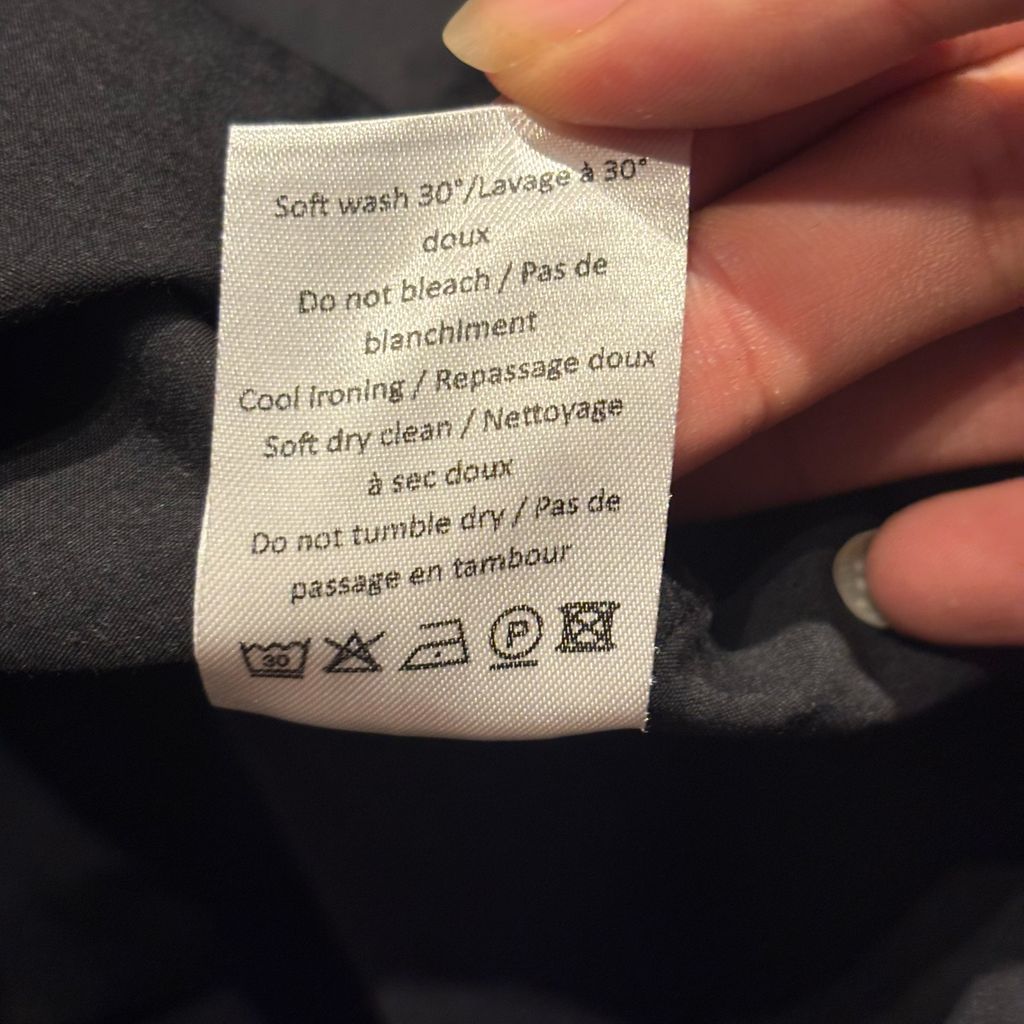 Soft wash 30°/Lavage à 30°
doux
Do not bleach / Pas de
blanchiment
Cool ironing / Repassage doux
Soft dry clean / Nettoyage
à sec doux
Do not tumble dry / Pas de
passage en tambour
30 P